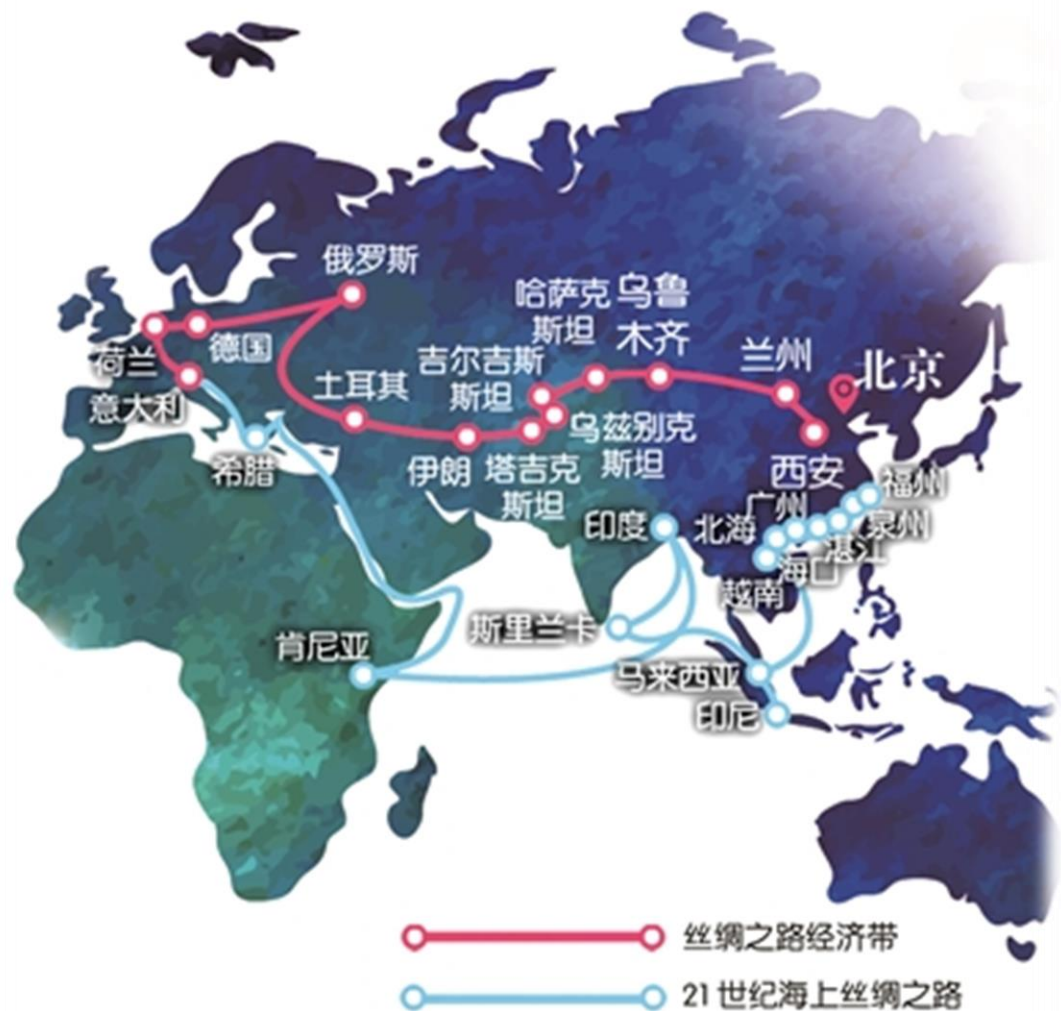 俄罗斯
哈萨克
斯坦
乌鲁
木齐
荷兰
德国
吉尔吉斯
斯坦
兰州
北京
土耳其
意大利
乌兹别克
斯坦
希腊
伊朗
塔吉克
斯坦
西安
福州
广州
印度
北海
泉州
湛江
海口
越南
斯里兰卡
肯尼亚
马来西亚
印尼
丝绸之路经济带
21世纪海上丝绸之路